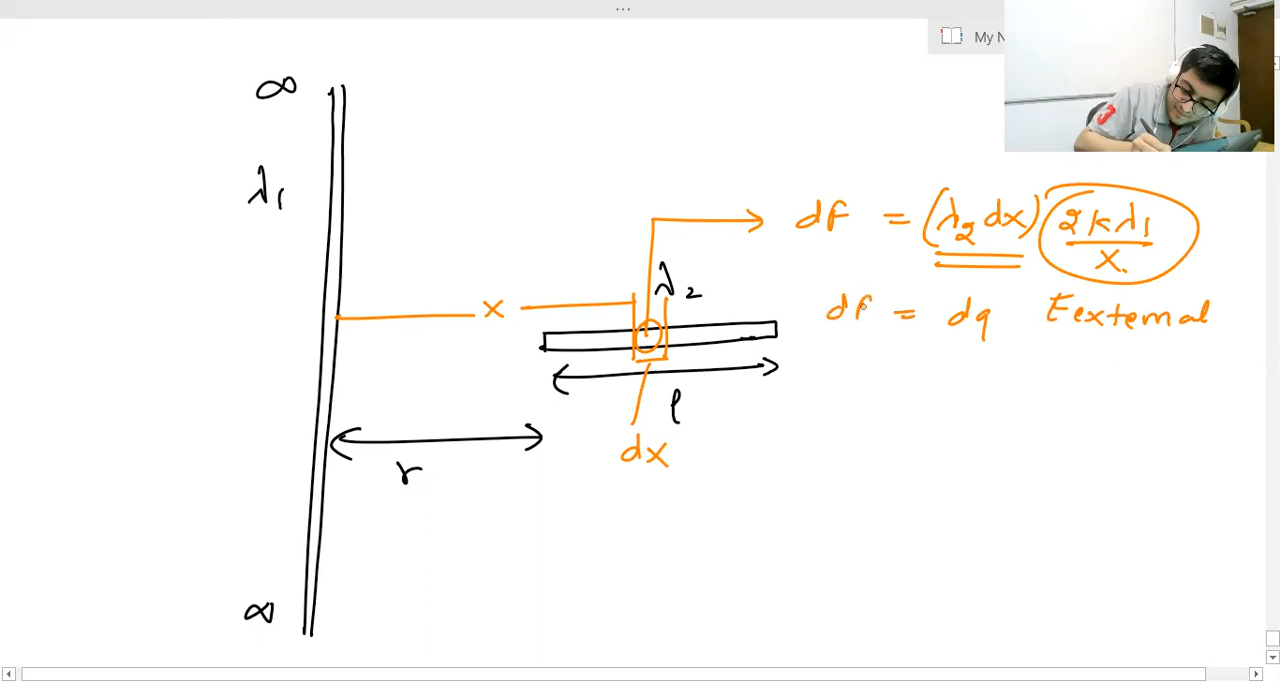 My N
∞
λ₁
dF = (λ₂ dx) 2kλ₁ / x
λ₂
x
dF = dq Eexternal
l
r
dx
∞